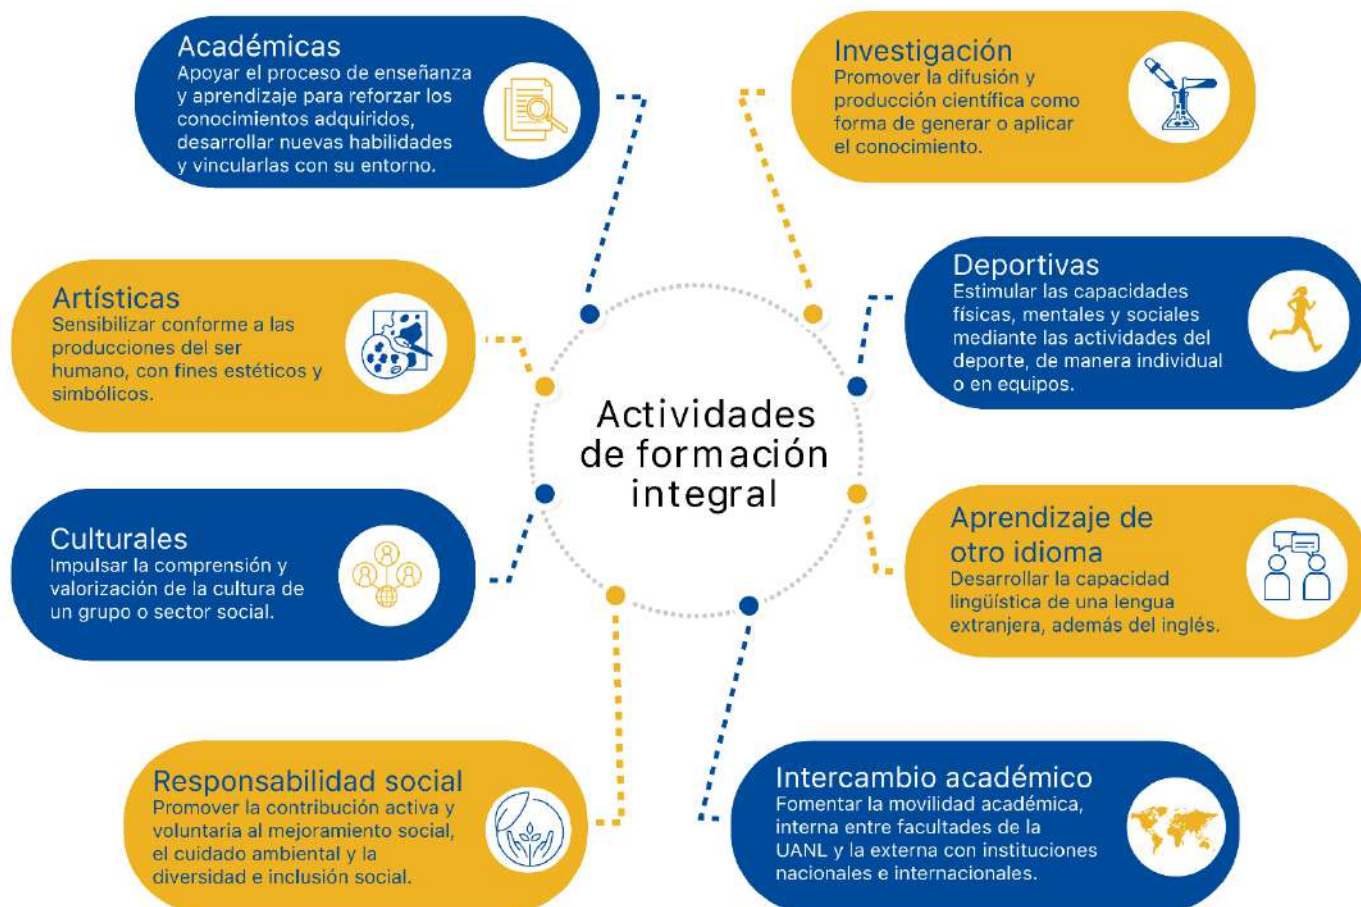 Académicas
Apoyar el proceso de enseñanza
y aprendizaje para reforzar los
conocimientos adquiridos,
desarrollar nuevas habilidades
y vincularlas con su entorno.
Investigación
Promover la difusión y
producción científica como
forma de generar o aplicar
el conocimiento.
Artísticas
Sensibilizar conforme a las
producciones del ser
humano, con fines estéticos y
simbólicos.
Deportivas
Estimular las capacidades
físicas, mentales y sociales
mediante las actividades del
deporte, de manera individual
o en equipos.
Actividades
de formación
integral
Culturales
Impulsar la comprensión y
valorización de la cultura de
un grupo o sector social.
Aprendizaje de
otro idioma
Desarrollar la capacidad
lingüística de una lengua
extranjera, además del inglés.
Responsabilidad social
Promover la contribución activa y
voluntaria al mejoramiento social,
el cuidado ambiental y la
diversidad e inclusión social.
Intercambio académico
Fomentar la movilidad académica,
interna entre facultades de la
UANL y la externa con instituciones
nacionales e internacionales.